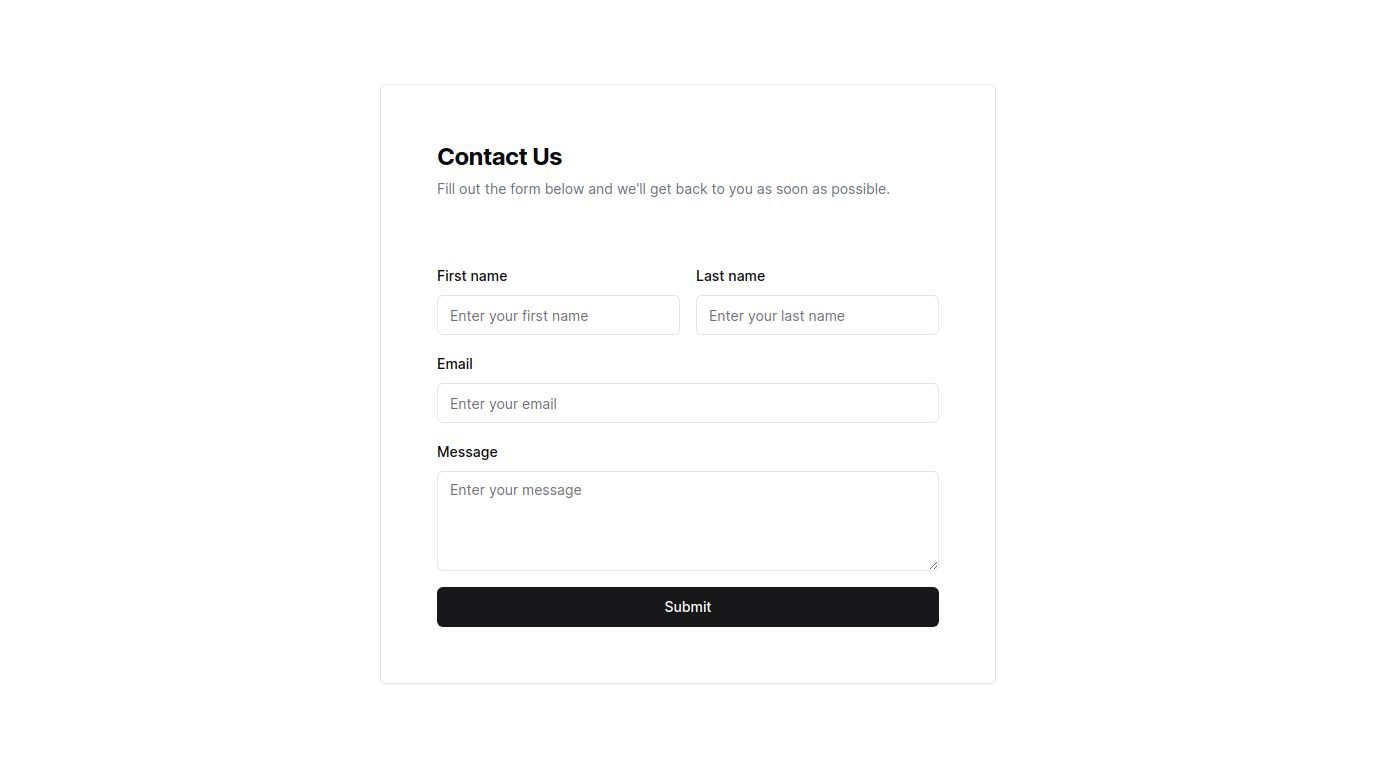 Contact Us
Fill out the form below and we'll get back to you as soon as possible.
First name
Last name
Enter your first name
Enter your last name
Email
Enter your email
Message
Enter your message
Submit